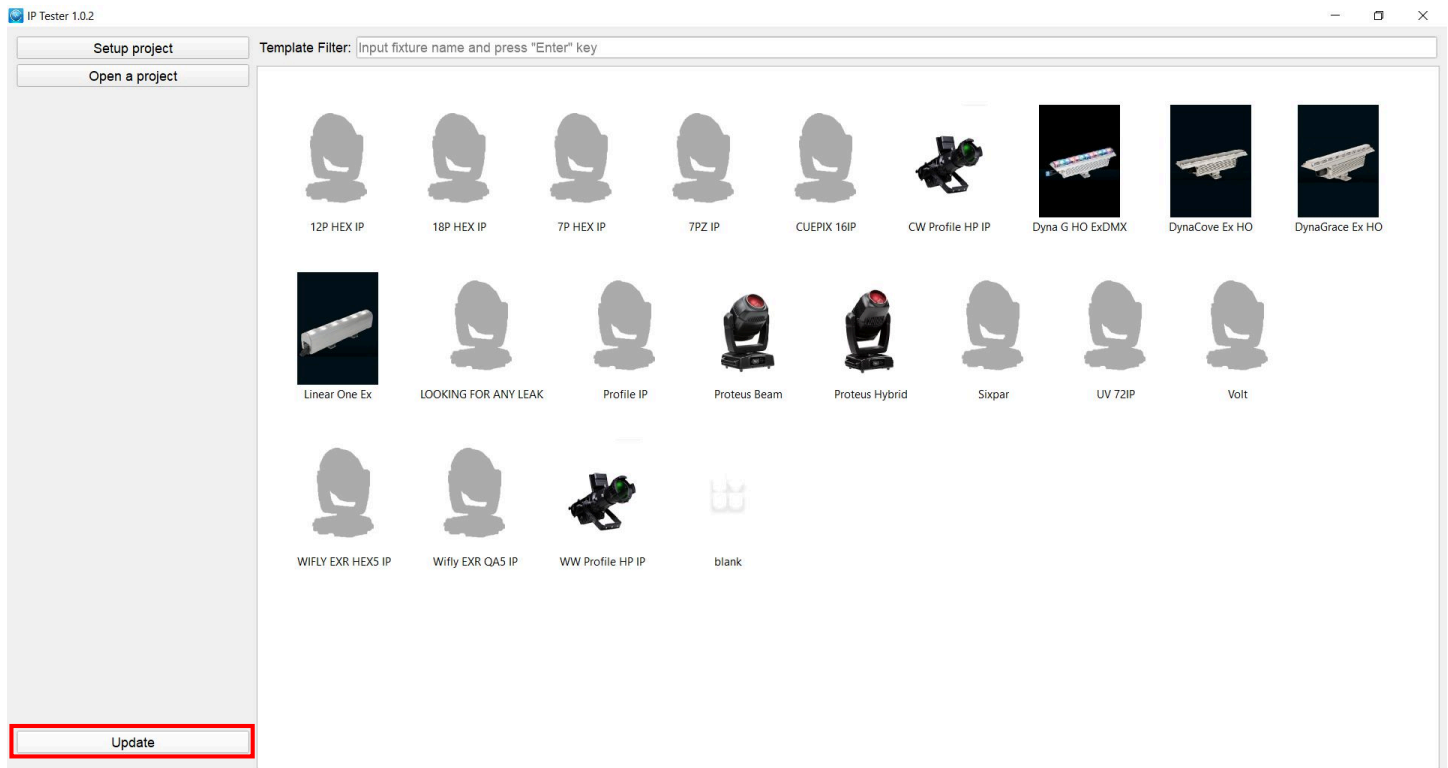 IP Tester 1.0.2
Setup project
Template Filter: Input fixture name and press "Enter" key
Open a project
12P HEX IP
18P HEX IP
7P HEX IP
7PZ IP
CUEPIX 16IP
CW Profile HP IP
Dyna G HO ExDMX
DynaCove Ex HO
DynaGrace Ex HO
Linear One Ex
LOOKING FOR ANY LEAK
Profile IP
Proteus Beam
Proteus Hybrid
Sixpar
UV 72IP
Volt
WIFLY EXR HEX5 IP
Wifly EXR QA5 IP
WW Profile HP IP
blank
Update